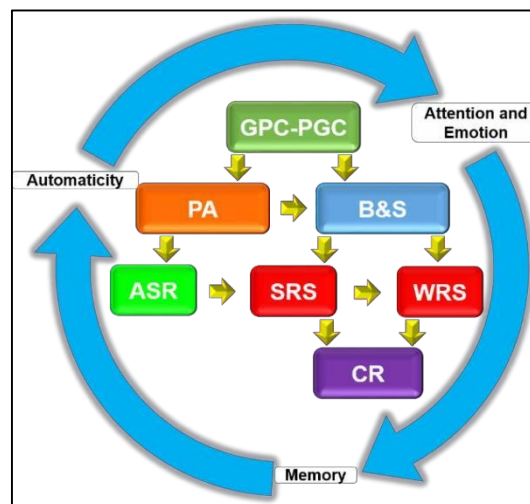 GPC-PGC
Attention and
Emotion
Automaticity
PA
B&S
ASR
SRS
WRS
CR
Memory